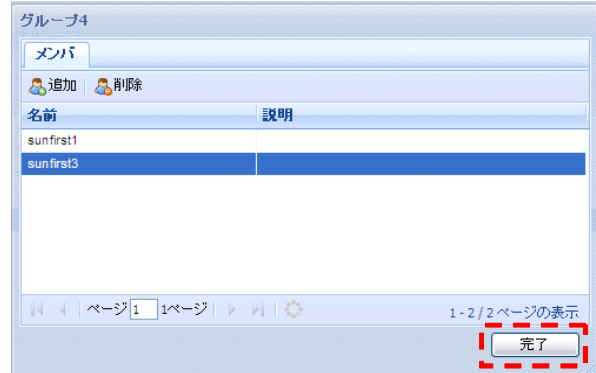 グループ4
メンバ
追加 削除
名前 説明
sunfirst1
sunfirst3
ページ 1 1ページ 1 - 2 / 2 ページの表示
完了